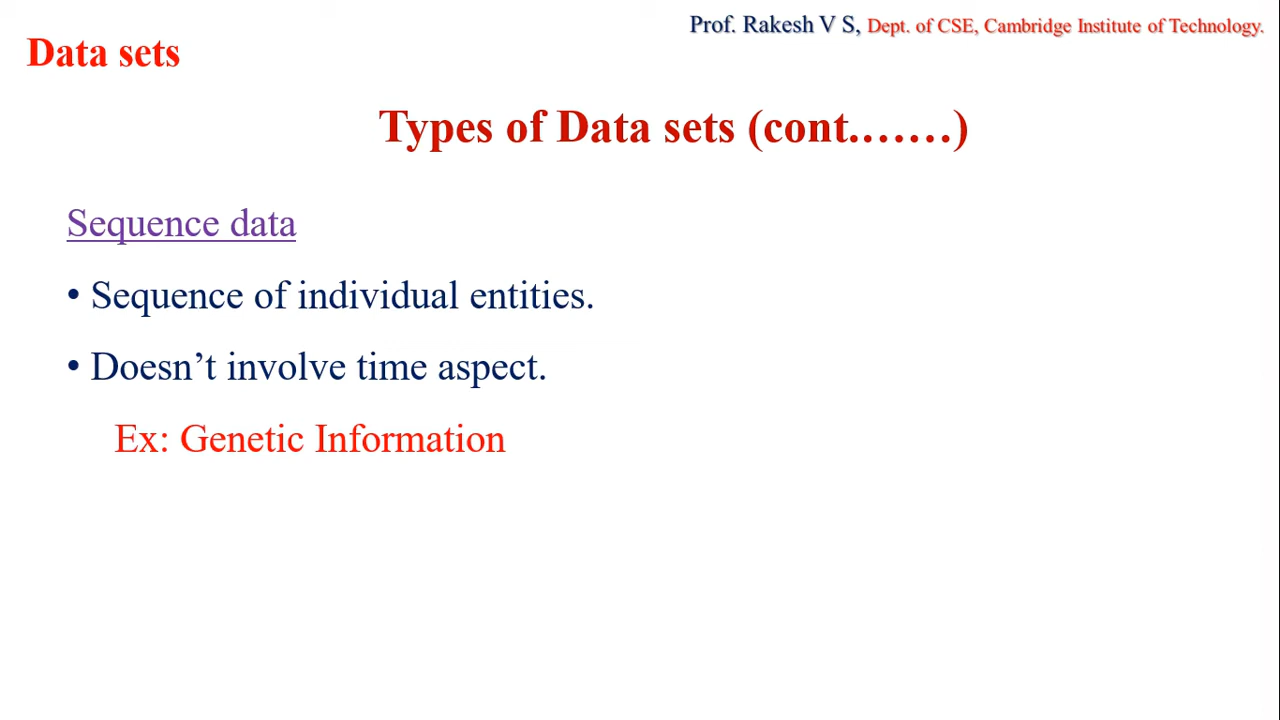 Prof. Rakesh V S, Dept. of CSE, Cambridge Institute of Technology.
Data sets
Types of Data sets (cont.……)
Sequence data
• Sequence of individual entities.
• Doesn’t involve time aspect.
Ex: Genetic Information